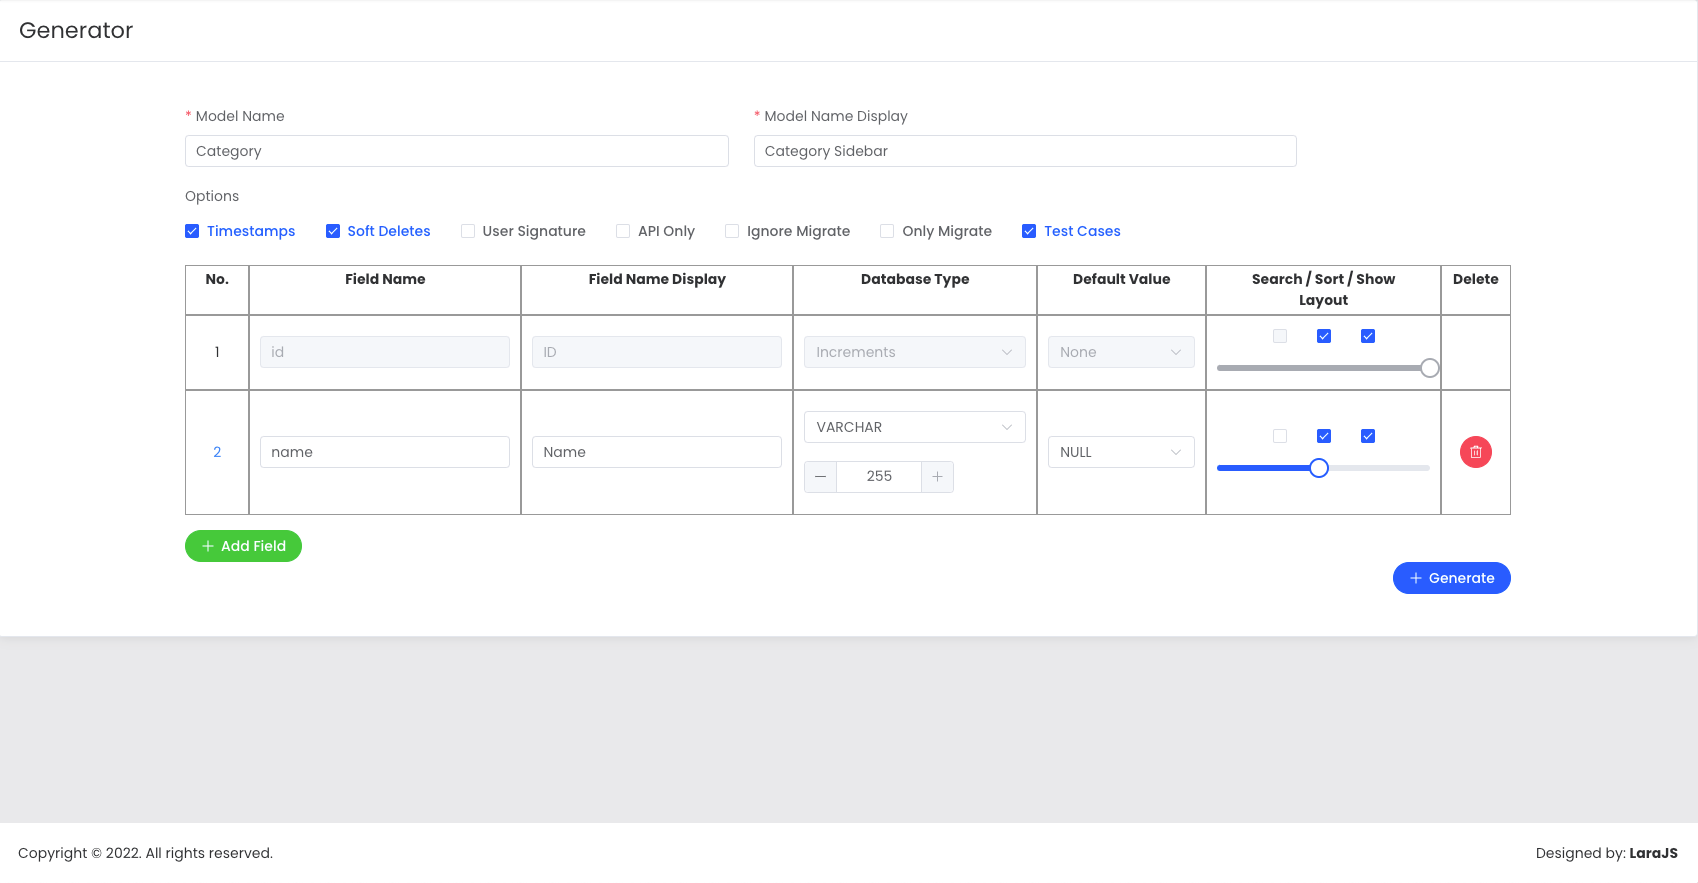 Generator
* Model Name
* Model Name Display
Category
Category Sidebar
Options
Timestamps
Soft Deletes
User Signature
API Only
Ignore Migrate
Only Migrate
Test Cases
No.
Field Name
Field Name Display
Database Type
Default Value
Search / Sort / Show
Layout
Delete
1
id
ID
Increments
None
2
name
Name
VARCHAR
255
NULL
Add Field
Generate
Copyright © 2022. All rights reserved.
Designed by: LaraJS